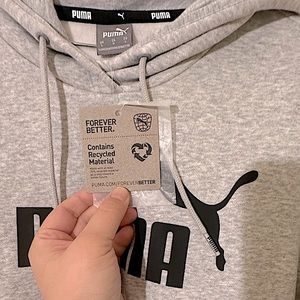 PUMA
PUMA
PUMA
FOREVER
BETTER.
Contains
Recycled
Material
PUMA.COM/FOREVERBETTER
PUMA